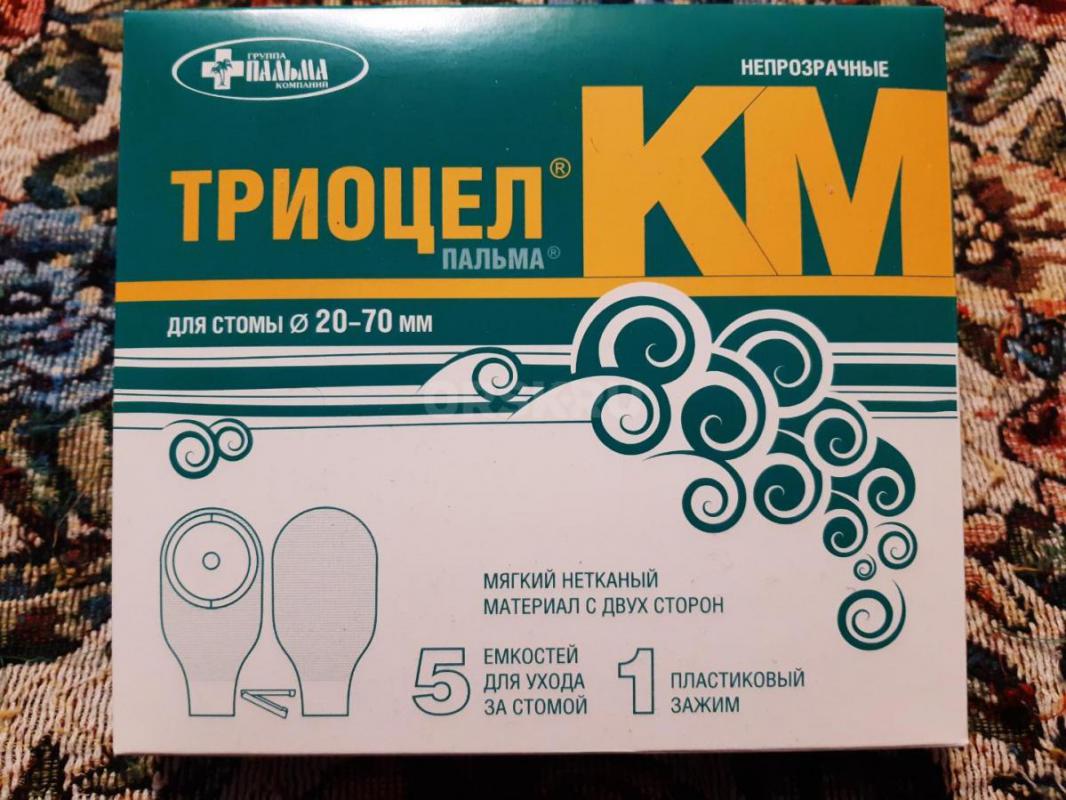 ГРУППА
ПАЛЬМА
КОМПАНИЙ
НЕПРОЗРАЧНЫЕ
ТРИОЦЕЛ® КМ
ПАЛЬМА®
ДЛЯ СТОМЫ Ø 20-70 ММ
МЯГКИЙ НЕТКАНЫЙ
МАТЕРИАЛ С ДВУХ СТОРОН
5 ЕМКОСТЕЙ
ДЛЯ УХОДА
ЗА СТОМОЙ
1 ПЛАСТИКОВЫЙ
ЗАЖИМ